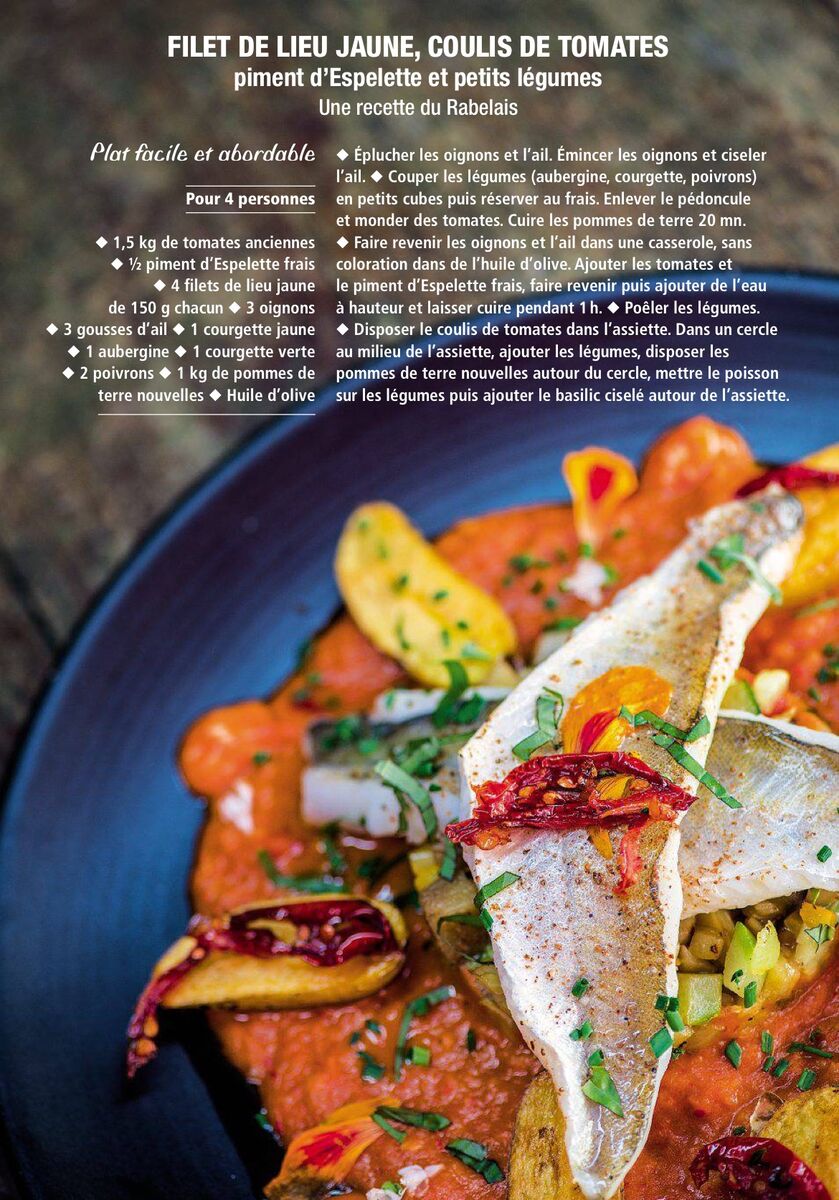 FILET DE LIEU JAUNE, COULIS DE TOMATES
piment d’Espelette et petits légumes
Une recette du Rabelais
Plat facile et abordable
Pour 4 personnes
◆ 1,5 kg de tomates anciennes
◆ ½ piment d’Espelette frais
◆ 4 filets de lieu jaune
de 150 g chacun ◆ 3 oignons
◆ 3 gousses d’ail ◆ 1 courgette jaune
◆ 1 aubergine ◆ 1 courgette verte
◆ 2 poivrons ◆ 1 kg de pommes de
terre nouvelles ◆ Huile d’olive
◆ Éplucher les oignons et l’ail. Émincer les oignons et ciseler
l’ail. ◆ Couper les légumes (aubergine, courgette, poivrons)
en petits cubes puis réserver au frais. Enlever le pédoncule
et monder des tomates. Cuire les pommes de terre 20 mn.
◆ Faire revenir les oignons et l’ail dans une casserole, sans
coloration dans de l’huile d’olive. Ajouter les tomates et
le piment d’Espelette frais, faire revenir puis ajouter de l’eau
à hauteur et laisser cuire pendant 1 h. ◆ Poêler les légumes.
◆ Disposer le coulis de tomates dans l’assiette. Dans un cercle
au milieu de l’assiette, ajouter les légumes, disposer les
pommes de terre nouvelles autour du cercle, mettre le poisson
sur les légumes puis ajouter le basilic ciselé autour de l’assiette.